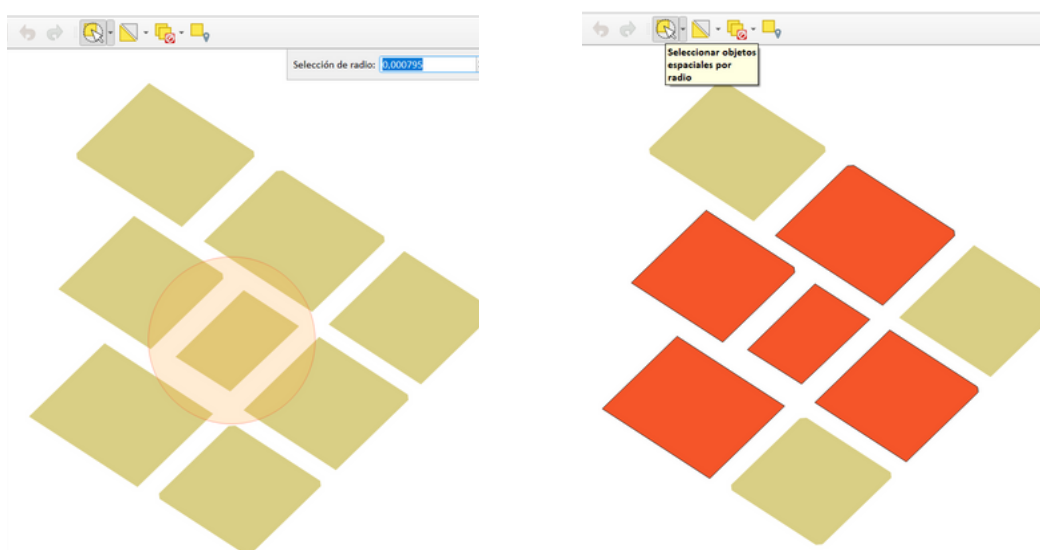 Selección de radio: 0,000795
Seleccionar objetos
espaciales por
radio